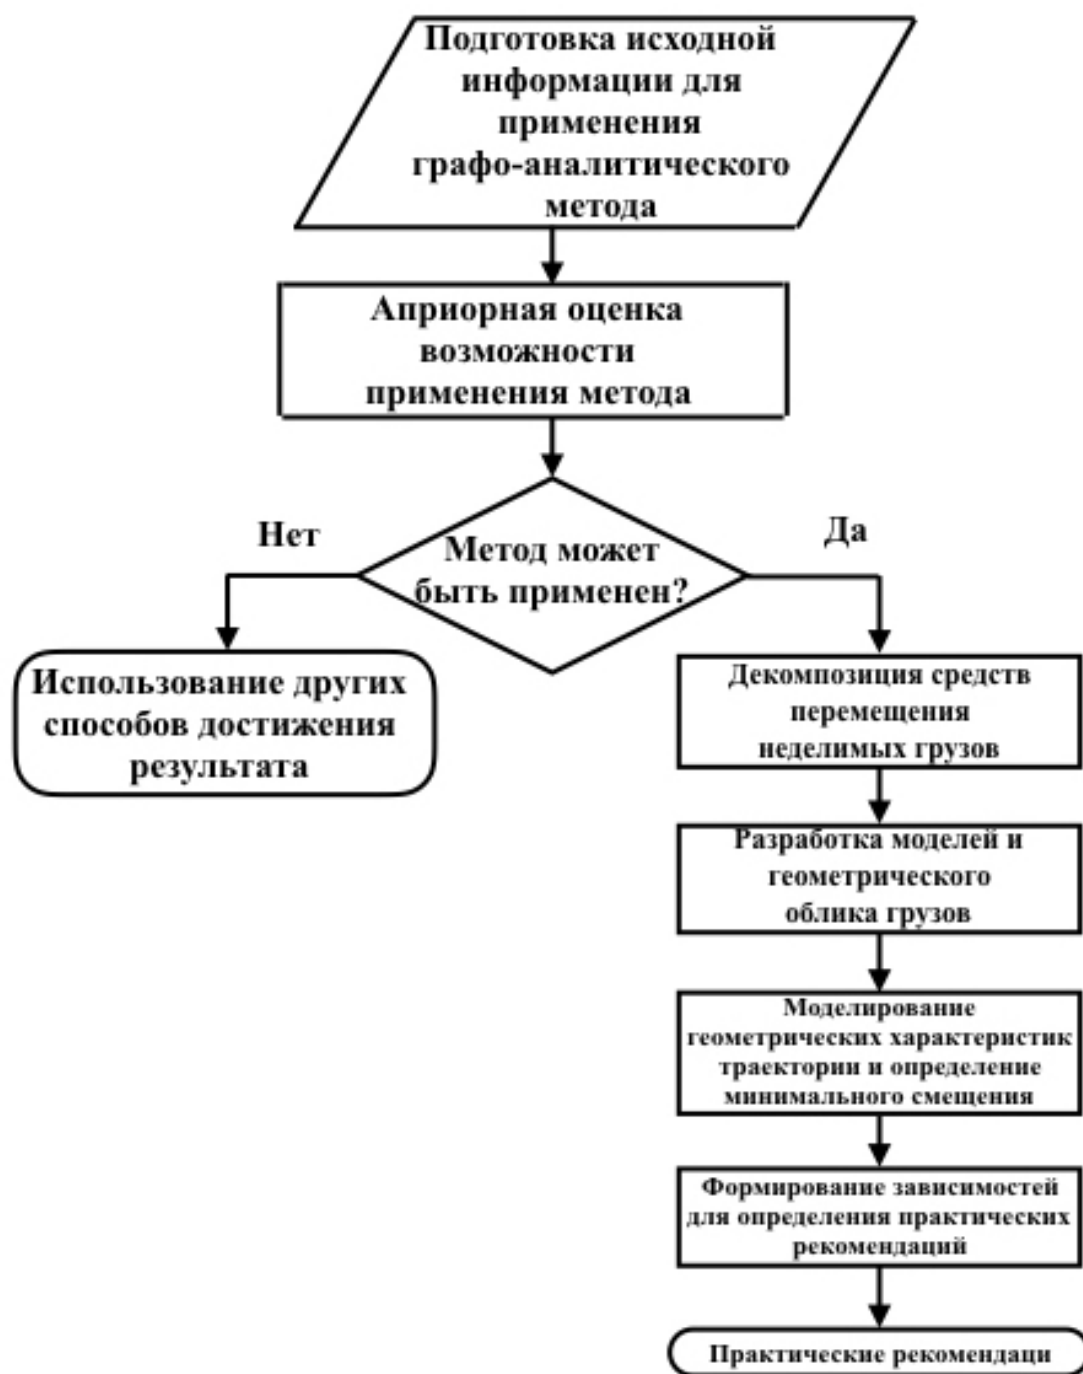 Подготовка исходной
информации для
применения
графо-аналитического
метода
Априорная оценка
возможности
применения метода
Нет
Да
Метод может
быть применен?
Использование других
способов достижения
результата
Декомпозиция средств
перемещения
неделимых грузов
Разработка моделей и
геометрического
облика грузов
Моделирование
геометрических характеристик
траектории и определение
минимального смещения
Формирование зависимостей
для определения практических
рекомендаций
Практические рекомендаци